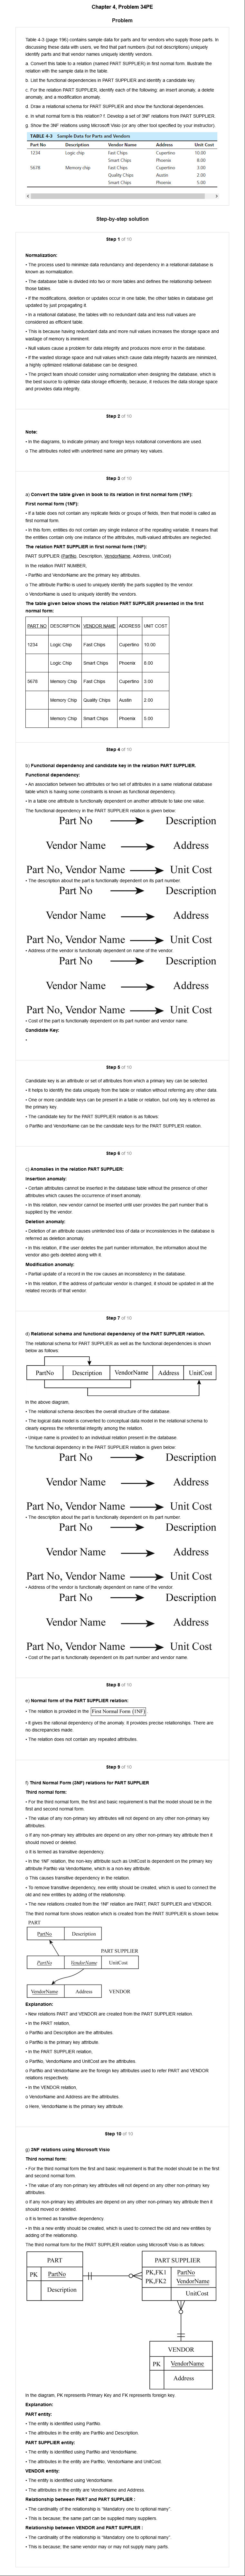 Chapter 4, Problem 34PE
Problem
Table 4-3 (page 196) contains sample data for parts and for vendors who supply those parts. In
discussing these data with users, we find that part numbers (but not descriptions) uniquely
identify parts and that vendor names uniquely identify vendors.
a. Convert this table to a relation (named PART SUPPLIER) in first normal form. Illustrate the
relation with the sample data in the table.
b. List the functional dependencies in PART SUPPLIER and identify a candidate key.
c. For the relation PART SUPPLIER, identify each of the following: an insert anomaly, a delete
anomaly, and a modification anomaly.
d. Draw a relational schema for PART SUPPLIER and show the functional dependencies.
e. In what normal form is this relation? f. Develop a set of 3NF relations from PART SUPPLIER.
g. Show the 3NF relations using Microsoft Visio (or any other tool specified by your instructor).
TABLE 4-3 Sample Data for Parts and Vendors
Part No Description Vendor Name Address Unit Cost
1234 Logic chip Fast Chips Cupertino 10.00
Smart Chips Phoenix 8.00
5678 Memory chip Fast Chips Cupertino 3.00
Quality Chips Austin 2.00
Smart Chips Phoenix 5.00
Step-by-step solution
Step 1 of 10
Normalization:
• The process used to minimize data redundancy and dependency in a relational database is
known as normalization.
• The database table is divided into two or more tables and defines the relationship between
those tables.
• If the modifications, deletion or updates occur in one table, the other tables in database get
updated by just propagating it.
• In a relational database, the tables with no redundant data and less null values are
considered as efficient table.
• This is because having redundant data and more null values increases the storage space and
wastage of memory is imminent.
• Null values cause a problem for data integrity and produces more error in the database.
• If the wasted storage space and null values which cause data integrity hazards are minimized,
a highly optimized relational database can be designed.
• The project team should consider using normalization when designing the database, which is
the best source to optimize data storage efficiently, because, it reduces the data storage space
and provides data integrity.
Step 2 of 10
Note:
• In the diagrams, to indicate primary and foreign keys notational conventions are used.
o The attributes noted with underlined name are primary key values.
Step 3 of 10
a) Convert the table given in book to its relation in first normal form (1NF):
First normal form (1NF):
• If a table does not contain any replicate fields or groups of fields, then that model is called as
first normal form.
• In this form, entities do not contain any single instance of the repeating variable. It means that
the entities contain only one instance of the attributes, multi-valued attributes are neglected.
The relation PART SUPPLIER in first normal form (1NF):
PART SUPPLIER (PartNo, Description, VendorName, Address, UnitCost)
In the relation PART NUMBER,
• PartNo and VendorName are the primary key attributes.
o The attribute PartNo is used to uniquely identify the parts supplied by the vendor.
o VendorName is used to uniquely identify the vendors.
The table given below shows the relation PART SUPPLIER presented in the first
normal form:
PART NO DESCRIPTION VENDOR NAME ADDRESS UNIT COST
1234 Logic Chip Fast Chips Cupertino 10.00
Logic Chip Smart Chips Phoenix 8.00
5678 Memory Chip Fast Chips Cupertino 3.00
Memory Chip Quality Chips Austin 2.00
Memory Chip Smart Chips Phoenix 5.00
Step 4 of 10
b) Functional dependency and candidate key in the relation PART SUPPLIER.
Functional dependency:
• An association between two attributes or two set of attributes in a same relational database
table which is having some constraints is known as functional dependency.
• In a table one attribute is functionally dependent on another attribute to take one value.
The functional dependency in the PART SUPPLIER relation is given below:
Part No → Description
Vendor Name → Address
Part No, Vendor Name → Unit Cost
• The description about the part is functionally dependent on its part number.
Part No → Description
Vendor Name → Address
Part No, Vendor Name → Unit Cost
• Address of the vendor is functionally dependent on name of the vendor.
Part No → Description
Vendor Name → Address
Part No, Vendor Name → Unit Cost
• Cost of the part is functionally dependent on its part number and vendor name.
Candidate Key:
•
Step 5 of 10
Candidate key is an attribute or set of attributes from which a primary key can be selected.
• It helps to identify the data uniquely from the table or relation without referring any other data.
• One or more candidate keys can be present in a table or relation, but only key is referred as
the primary key.
• The candidate key for the PART SUPPLIER relation is as follows.
o PartNo and VendorName can be the candidate keys for the PART SUPPLIER relation.
Step 6 of 10
c) Anomalies in the relation PART SUPPLIER:
Insertion anomaly:
• Certain attributes cannot be inserted in the database table without the presence of other
attributes which causes the occurrence of insert anomaly.
• In this relation, new vendor cannot be inserted until user provides the part number that is
supplied by the vendor.
Deletion anomaly:
• Deletion of an attribute causes unintended loss of data or inconsistencies in the database is
referred as deletion anomaly.
• In this relation, if the user deletes the part number information, the information about the
vendor also gets deleted along with it.
Modification anomaly:
• Partial update of a record in the row causes an inconsistency in the database.
• In this relation, if the address of particular vendor is changed, it should be updated in all the
related records of that vendor.
Step 7 of 10
d) Relational schema and functional dependency of the PART SUPPLIER relation.
The relational schema for PART SUPPLIER as well as the functional dependencies is shown
below as follows:
PartNo Description VendorName Address UnitCost
In the above diagram,
• The relational schema describes the overall structure of the database.
• The logical data model is converted to conceptual data model in the relational schema to
clearly express the referential integrity among the relation.
• Unique name is provided to an individual relation present in the database.
The functional dependency in the PART SUPPLIER relation is given below:
Part No → Description
Vendor Name → Address
Part No, Vendor Name → Unit Cost
• The description about the part is functionally dependent on its part number.
Part No → Description
Vendor Name → Address
Part No, Vendor Name → Unit Cost
• Address of the vendor is functionally dependent on name of the vendor.
Part No → Description
Vendor Name → Address
Part No, Vendor Name → Unit Cost
• Cost of the part is functionally dependent on its part number and vendor name.
Step 8 of 10
e) Normal form of the PART SUPPLIER relation:
• The relation is provided in the First Normal Form (1NF)
• It gives the rational dependency of the anomaly. It provides precise relationships. There are
no discrepancies made.
• The relation does not contain any repeated attributes.
Step 9 of 10
f) Third Normal Form (3NF) relations for PART SUPPLIER
Third normal form:
• For the third normal form, the first and basic requirement is that the model should be in the
first and second normal form.
• The value of any non-primary key attributes will not depend on any other non-primary key
attributes.
o If any non-primary key attributes are depend on any other non-primary key attribute then it
should moved or deleted.
o It is termed as transitive dependency.
• In the 1NF relation, the non-key attribute such as UnitCost is dependent on the primary key
attribute PartNo via VendorName, which is a non-key attribute.
o This causes transitive dependency in the relation.
• To remove transitive dependency, new entity should be created, which is used to connect the
old and new entities by adding of the relationship.
• The new relations created from the 1NF relation are PART, PART SUPPLIER and VENDOR.
The third normal form shows relation which is created from the PART SUPPLIER is shown below.
PART
PartNo Description
PART SUPPLIER
PartNo VendorName UnitCost
VendorName Address VENDOR
Explanation:
• New relations PART and VENDOR are created from the PART SUPPLIER relation.
• In the PART relation,
o PartNo and Description are the attributes.
o PartNo is the primary key attribute.
• In the PART SUPPLIER relation,
o PartNo, VendorName and UnitCost are the attributes.
o PartNo and VendorName are the foreign key attributes used to refer PART and VENDOR
relations respectively.
• In the VENDOR relation,
o VendorName and Address are the attributes.
o Here, VendorName is the primary key attribute.
Step 10 of 10
g) 3NF relations using Microsoft Visio
Third normal form:
• For the third normal form the first and basic requirement is that the model should be in the first
and second normal form.
• The value of any non-primary key attributes will not depend on any other non-primary key
attributes.
o If any non-primary key attributes are depend on any other non-primary key attribute then it
should moved or deleted.
o It is termed as transitive dependency.
• In this a new entity should be created, which is used to connect the old and new entities by
adding of the relationship.
The third normal form for the PART SUPPLIER relation using Microsoft Visio is as follows.
PART
PK PartNo
Description
PART SUPPLIER
PK,FK1 PartNo
PK,FK2 VendorName
UnitCost
VENDOR
PK VendorName
Address
In the diagram, PK represents Primary Key and FK represents foreign key.
Explanation:
PART entity:
• The entity is identified using PartNo.
• The attributes in the entity are PartNo and Description.
PART SUPPLIER entity:
• The entity is identified using PartNo and VendorName.
• The attributes in the entity are PartNo, VendorName and UnitCost.
VENDOR entity:
• The entity is identified using VendorName.
• The attributes in the entity are VendorName and Address.
Relationship between PART and PART SUPPLIER :
• The cardinality of the relationship is "Mandatory one to optional many".
• This is because, the same part can be supplied many suppliers.
Relationship between VENDOR and PART SUPPLIER :
• The cardinality of the relationship is "Mandatory one to optional many".
• This is because, the same vendor may or may not supply many parts.